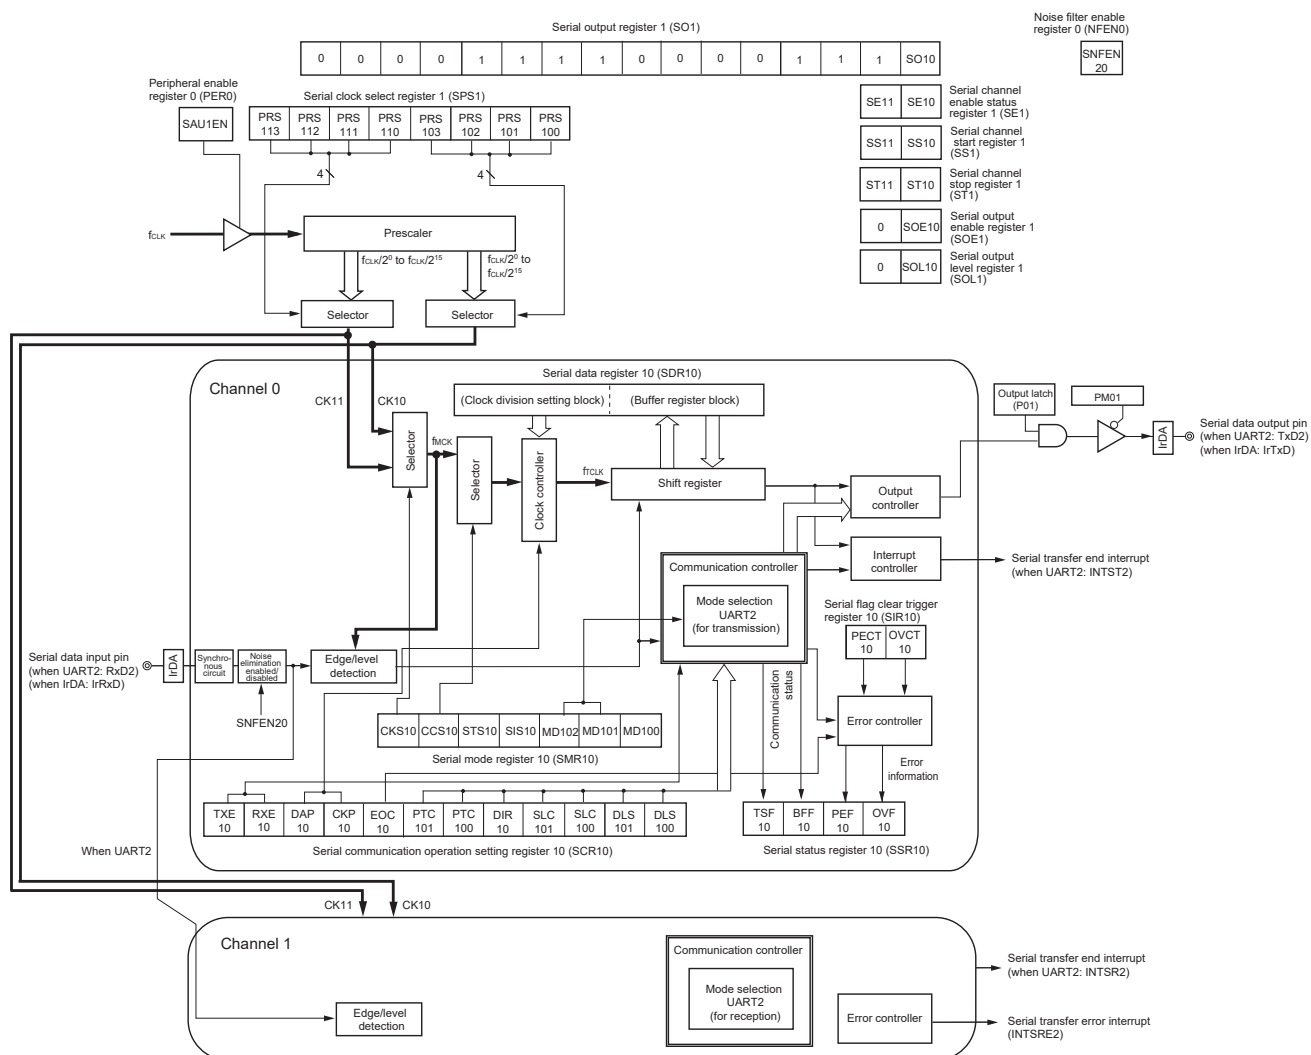 Serial output register 1 (SO1)
0 0 0 0 1 1 1 1 0 0 0 0 1 1 1 SO10
Noise filter enable
register 0 (NFEN0)
SNFEN
20
Peripheral enable
register 0 (PER0)
SAU1EN
Serial clock select register 1 (SPS1)
PRS
113
PRS
112
PRS
111
PRS
110
PRS
103
PRS
102
PRS
101
PRS
100
4
4
SE11 SE10
Serial channel
enable status
register 1 (SE1)
SS11 SS10
Serial channel
start register 1
(SS1)
ST11 ST10
Serial channel
stop register 1
(ST1)
0 SOE10
Serial output
enable register 1
(SOE1)
0 SOL10
Serial output
level register 1
(SOL1)
fCLK
Prescaler
fCLK/2⁰ to fCLK/2¹⁵
fCLK/2⁰ to
fCLK/2¹⁵
Selector
Selector
Channel 0
CK11
CK10
Serial data register 10 (SDR10)
(Clock division setting block)
(Buffer register block)
Selector
fMCK
Selector
Clock controller
fTCLK
Shift register
Output
controller
Output latch
(P01)
PM01
IrDA
Serial data output pin
(when UART2: TxD2)
(when IrDA: IrTxD)
Interrupt
controller
Serial transfer end interrupt
(when UART2: INTST2)
Communication controller
Mode selection
UART2
(for transmission)
Serial flag clear trigger
register 10 (SIR10)
PECT
10
OVCT
10
Serial data input pin
(when UART2: RxD2)
(when IrDA: IrRxD)
IrDA
Synchro-
nous
circuit
Noise
elimination
enabled/
disabled
Edge/level
detection
SNFEN20
Communication
status
Error controller
Error
information
CKS10 CCS10 STS10 SIS10 MD102 MD101 MD100
Serial mode register 10 (SMR10)
TXE
10
RXE
10
DAP
10
CKP
10
EOC
10
PTC
101
PTC
100
DIR
10
SLC
101
SLC
100
DLS
101
DLS
100
Serial communication operation setting register 10 (SCR10)
TSF
10
BFF
10
PEF
10
OVF
10
Serial status register 10 (SSR10)
When UART2
CK11
CK10
Channel 1
Communication controller
Mode selection
UART2
(for reception)
Edge/level
detection
Error controller
Serial transfer end interrupt
(when UART2: INTSR2)
Serial transfer error interrupt
(INTSRE2)